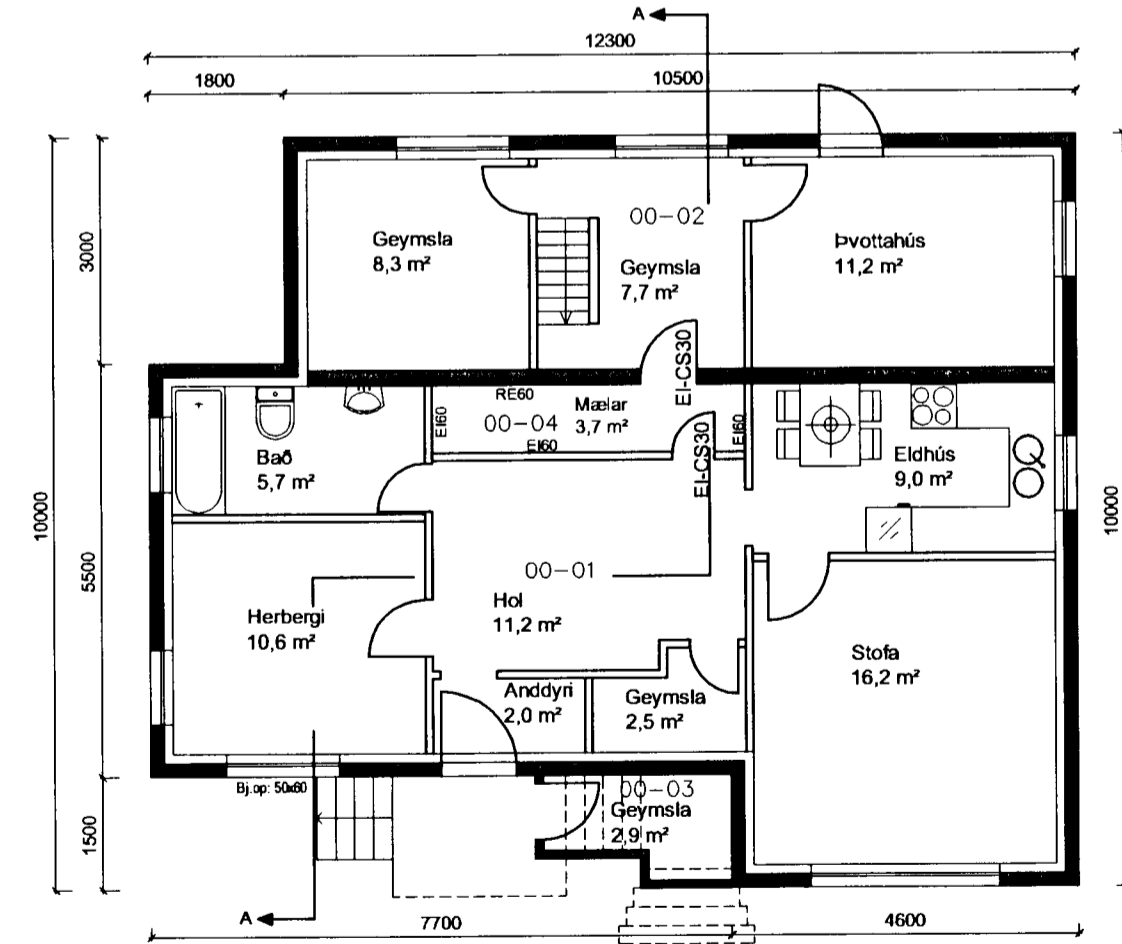 A
12300
1800
10500
10000
3000
5500
1500
10000
00-02
Geymsla
8,3 m²
Geymsla
7,7 m²
Þvottahús
11,2 m²
EI-CS30
RE60
EI60
00-04
EI60
Mælar
3,7 m²
EI60
EI-CS30
Bað
5,7 m²
Eldhús
9,0 m²
00-01
Hol
11,2 m²
Herbergi
10,6 m²
Stofa
16,2 m²
Anddyri
2,0 m²
Geymsla
2,5 m²
Bj.op: 50x60
00-03
Geymsla
2,9 m²
A
7700
4600